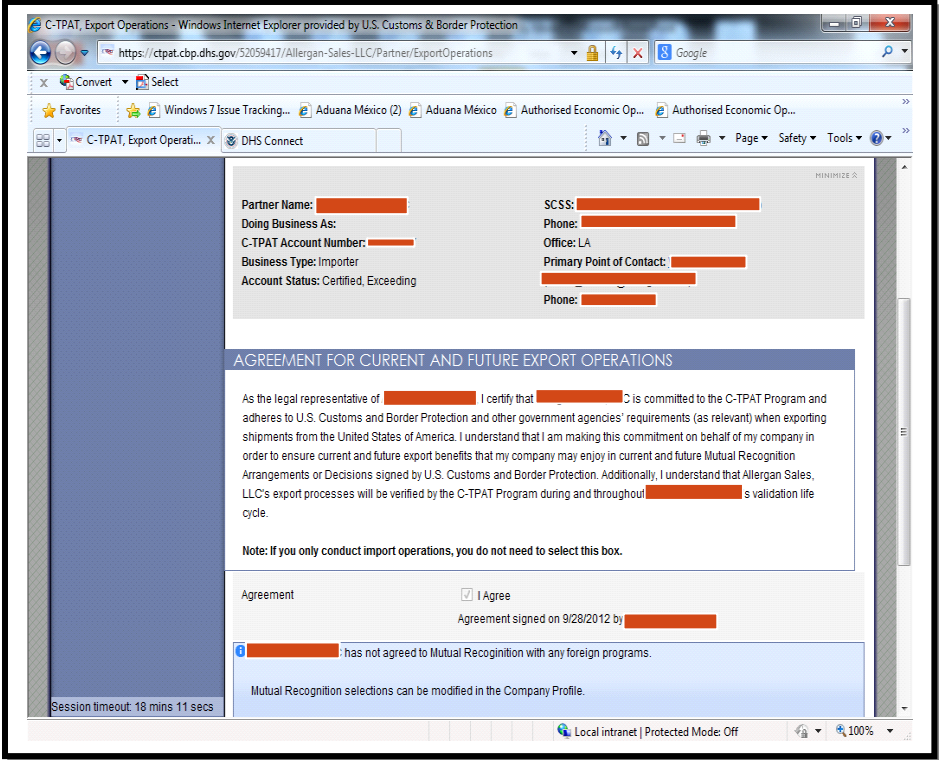 C-TPAT, Export Operations - Windows Internet Explorer provided by U.S. Customs & Border Protection
https://ctpat.cbp.dhs.gov/52059417/Allergan-Sales-LLC/Partner/ExportOperations
Google
x Convert Select
Favorites Windows 7 Issue Tracking... Aduana México (2) Aduana México Authorised Economic Op... Authorised Economic Op...
C-TPAT, Export Operati... X DHS Connect Page Safety Tools
MINIMIZE
Partner Name: SCSS:
Doing Business As: Phone:
C-TPAT Account Number: Office: LA
Business Type: Importer Primary Point of Contact:
Account Status: Certified, Exceeding
Phone:
AGREEMENT FOR CURRENT AND FUTURE EXPORT OPERATIONS
As the legal representative of , I certify that C is committed to the C-TPAT Program and
adheres to U.S. Customs and Border Protection and other government agencies' requirements (as relevant) when exporting
shipments from the United States of America. I understand that I am making this commitment on behalf of my company in
order to ensure current and future export benefits that my company may enjoy in current and future Mutual Recognition
Arrangements or Decisions signed by U.S. Customs and Border Protection. Additionally, I understand that Allergan Sales,
LLC's export processes will be verified by the C-TPAT Program during and throughout s validation life
cycle.
Note: If you only conduct import operations, you do not need to select this box.
Agreement I Agree
Agreement signed on 9/28/2012 by
has not agreed to Mutual Recoginition with any foreign programs.
Mutual Recognition selections can be modified in the Company Profile.
Session timeout: 18 mins 11 secs
Local intranet | Protected Mode: Off 100%